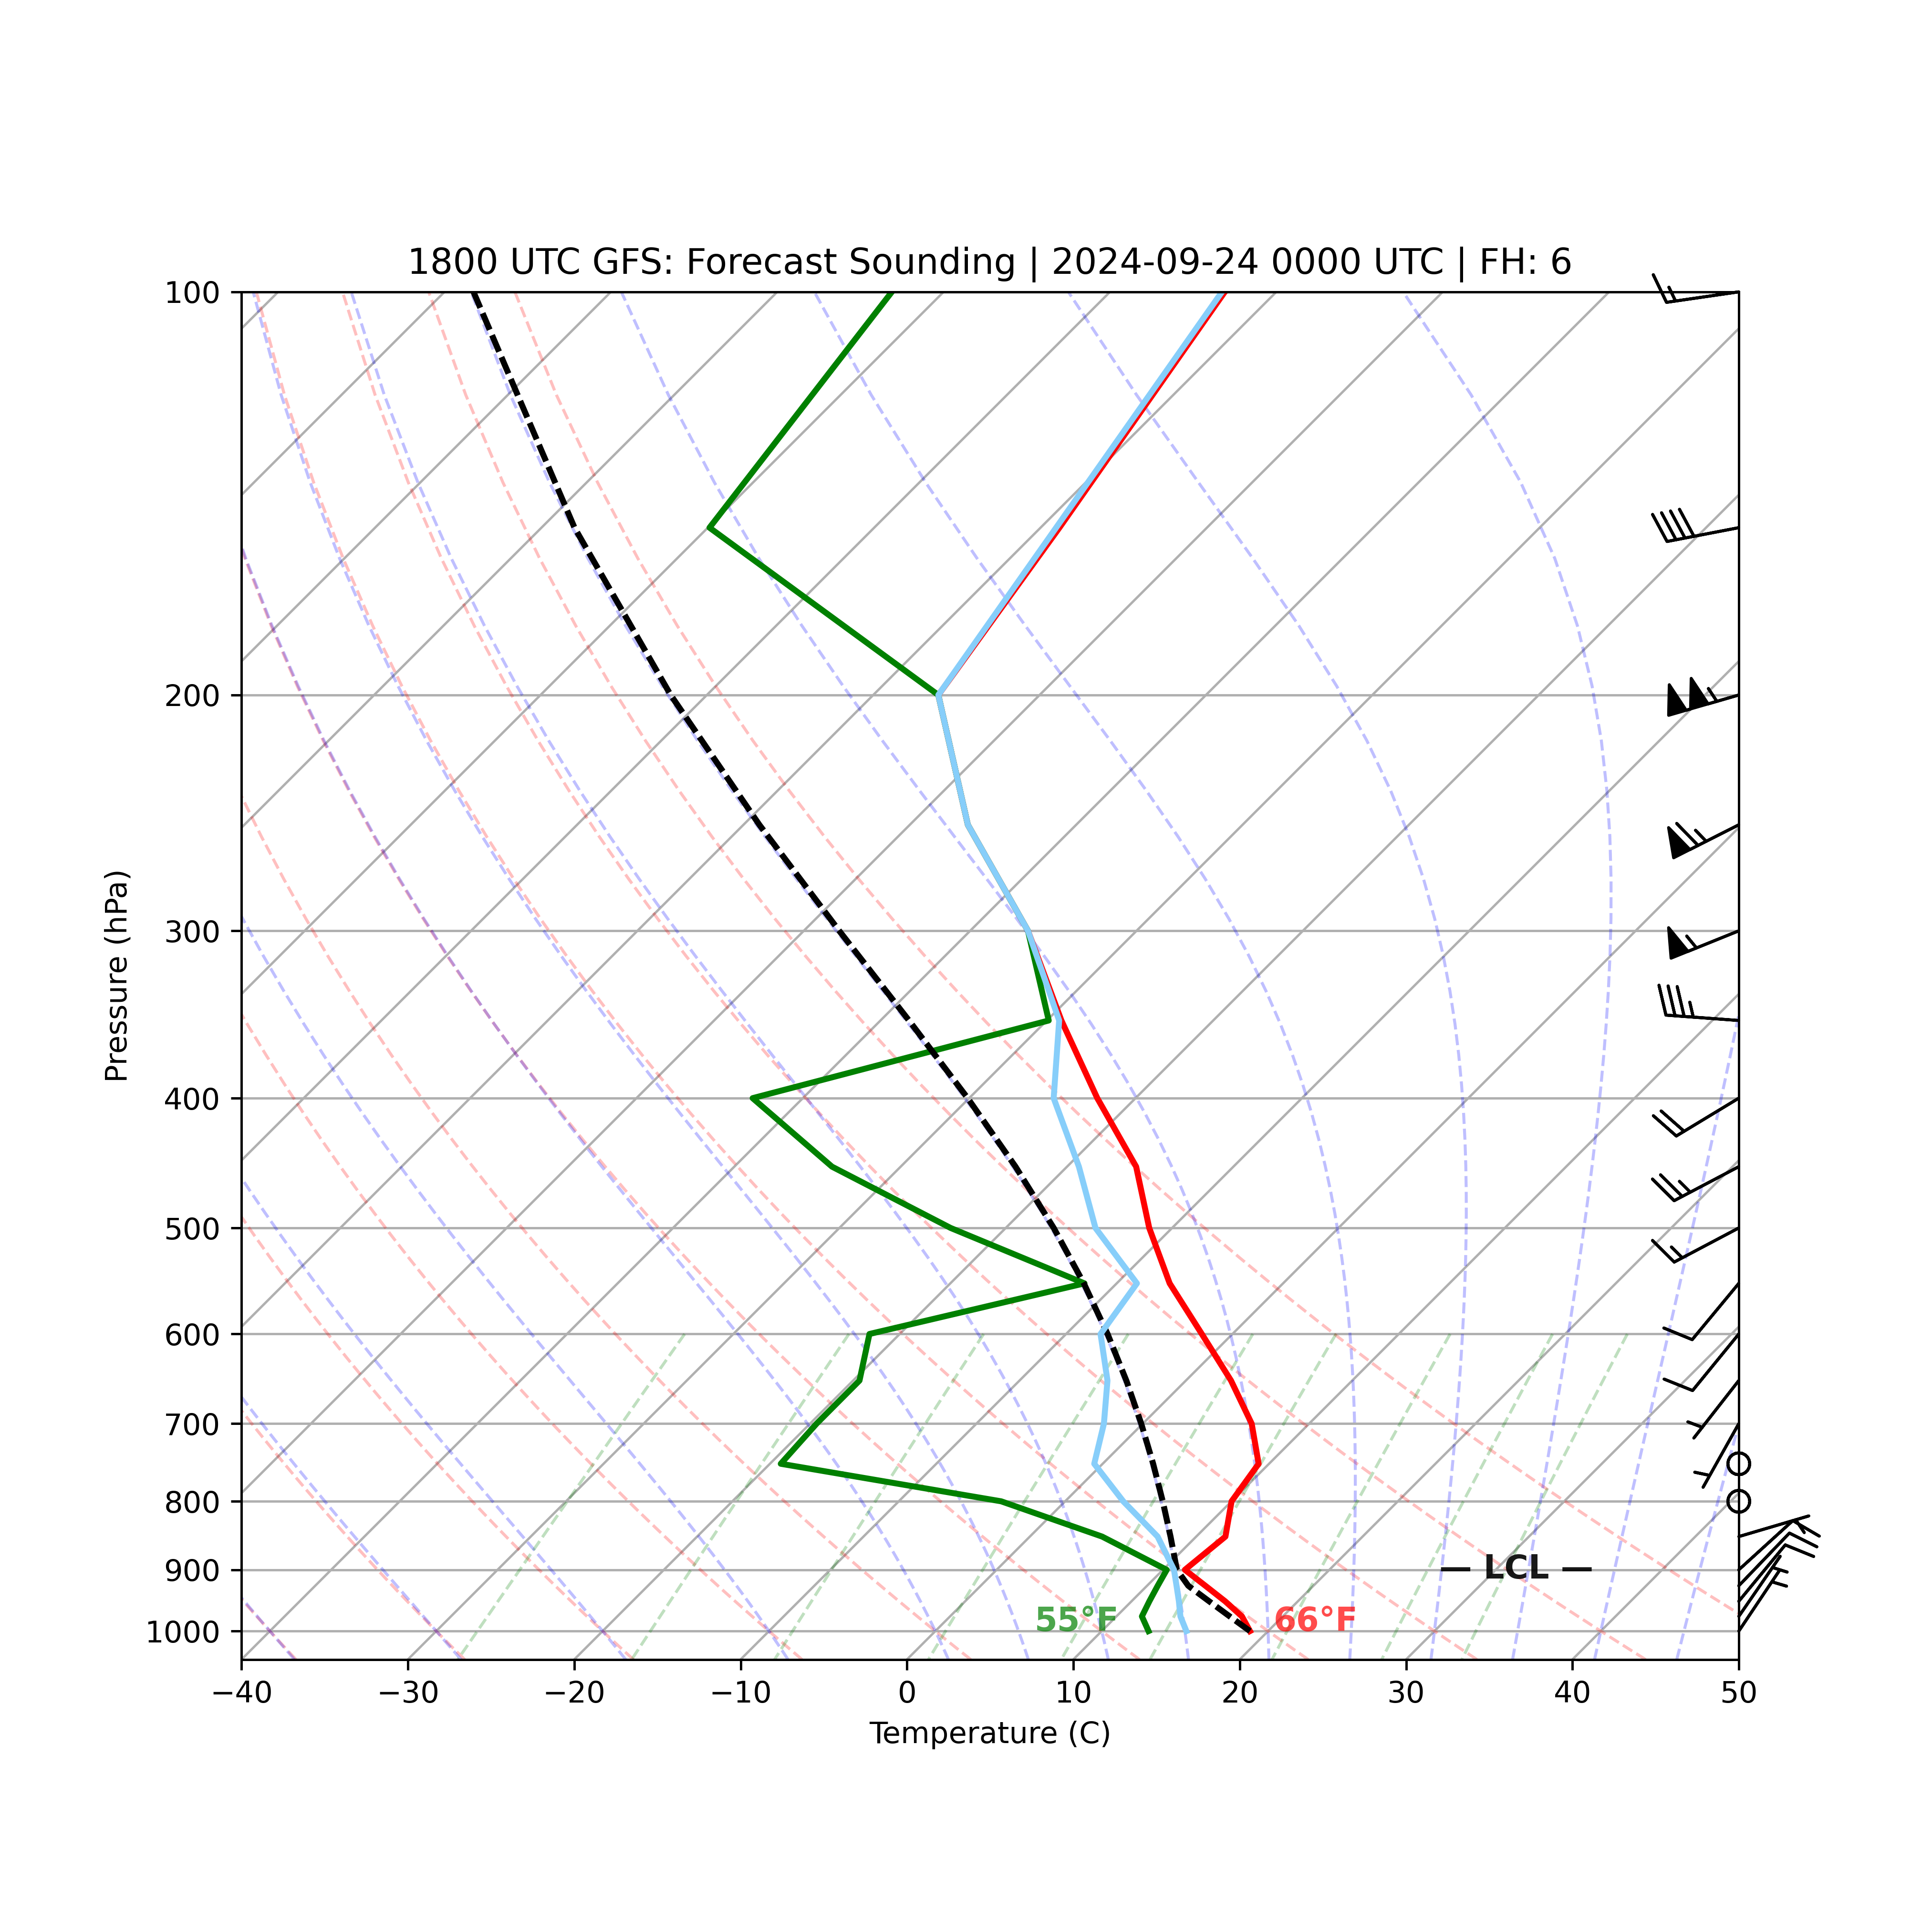 1800 UTC GFS: Forecast Sounding | 2024-09-24 0000 UTC | FH: 6
100
200
300
400
500
600
700
800
900
1000
Pressure (hPa)
— LCL —
55°F
66°F
−40 −30 −20 −10 0 10 20 30 40 50
Temperature (C)